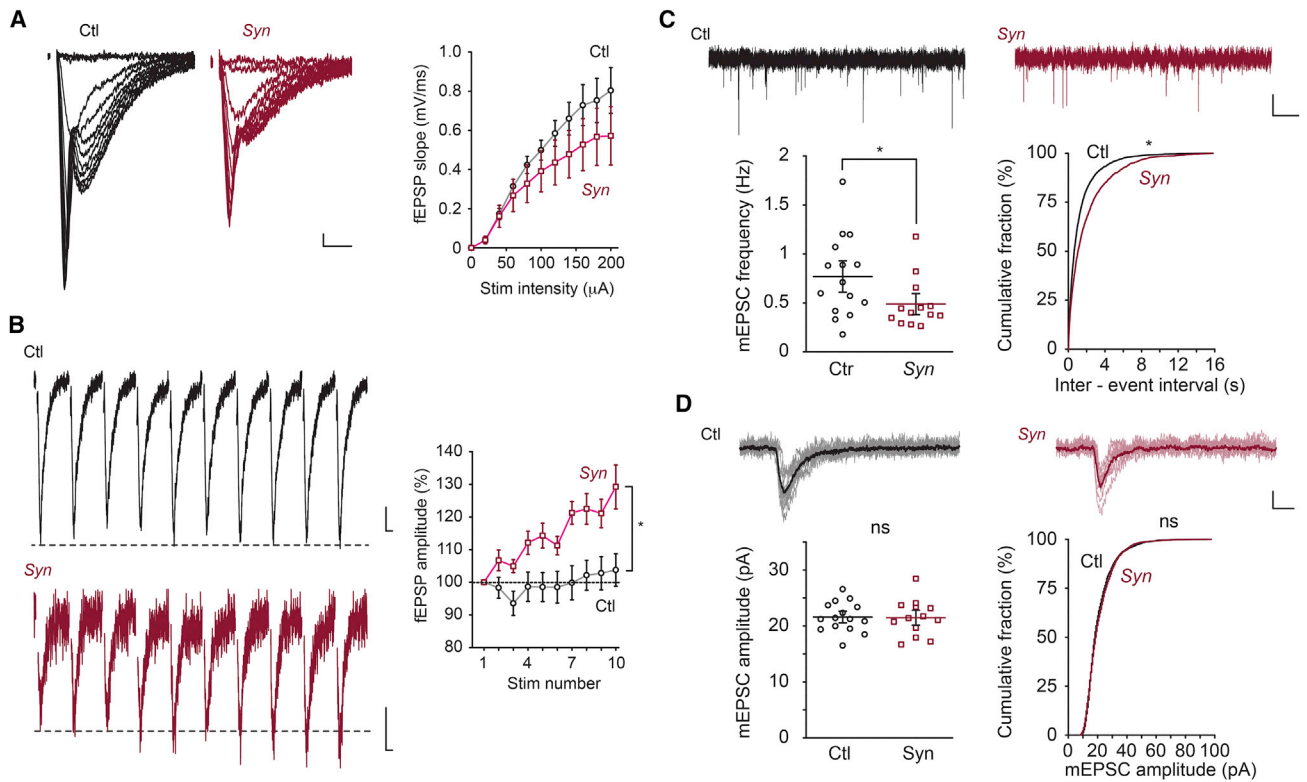 A
Ctl
Syn
fEPSP slope (mV/ms)
1.0
0.8
0.6
0.4
0.2
0
Ctl
Syn
0 50 100 150 200
Stim intensity (μA)
B
Ctl
Syn
fEPSP amplitude (%)
140
130
120
110
100
90
80
Syn
*
Ctl
1 4 7 10
Stim number
C
Ctl
Syn
mEPSC frequency (Hz)
2
1.5
1
0.5
0
*
Ctr Syn
Cumulative fraction (%)
100
75
50
25
0
Ctl
*
Syn
0 4 8 12 16
Inter - event interval (s)
D
Ctl
Syn
ns
mEPSC amplitude (pA)
35
30
25
20
15
10
5
0
Ctl Syn
ns
Cumulative fraction (%)
100
75
50
25
0
Ctl
Syn
0 20 40 60 80 100
mEPSC amplitude (pA)